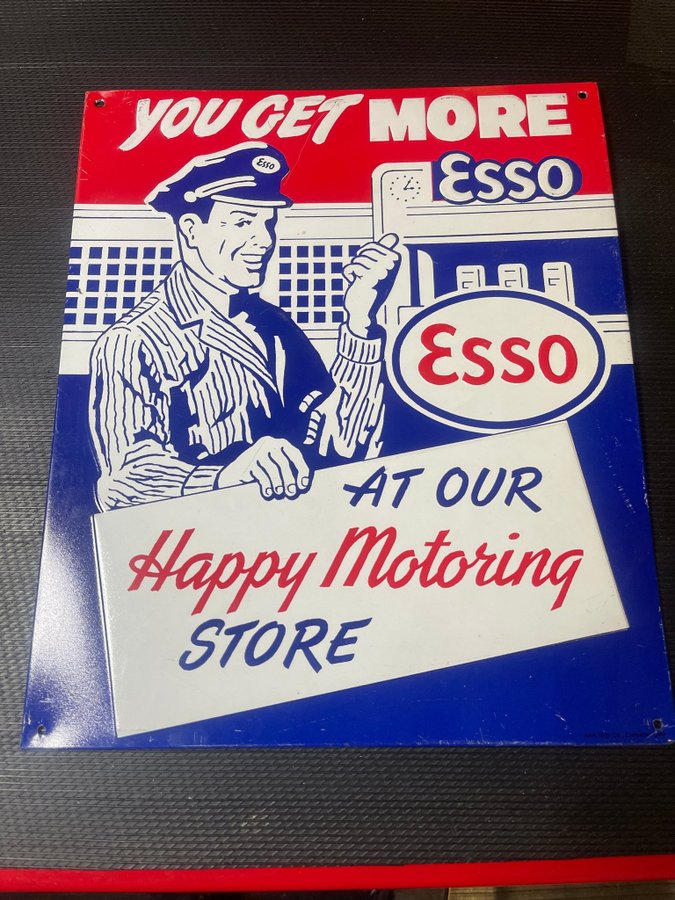 YOU GET MORE
Esso
Esso
Esso
AT OUR
Happy Motoring
STORE